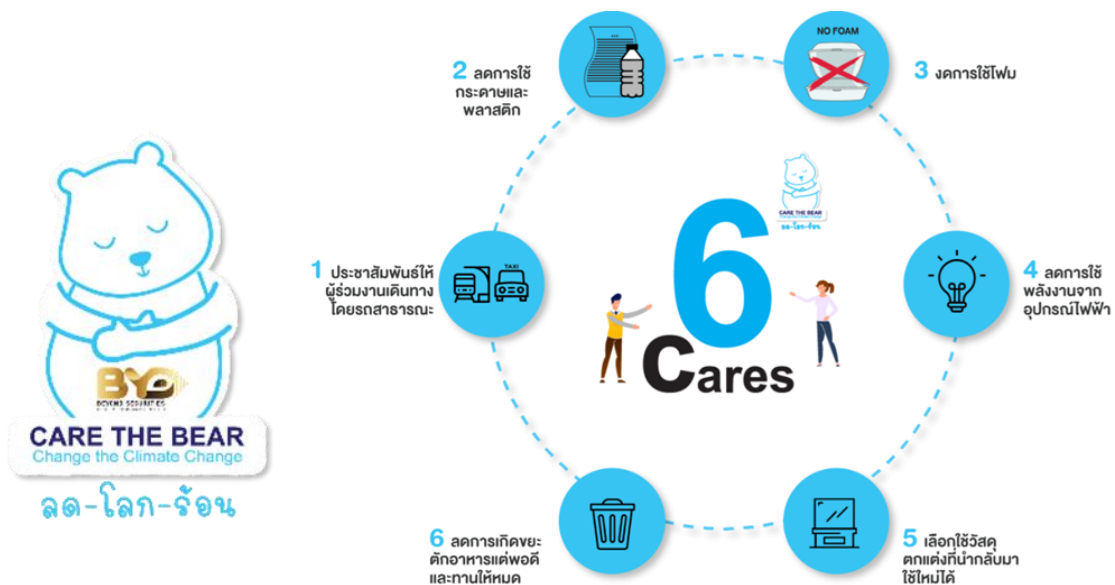 BYD
BEYOND SECURITIES
CARE THE BEAR
Change the Climate Change
ลด-โลก-ร้อน
1 ประชาสัมพันธ์ให้
ผู้ร่วมงานเดินทาง
โดยรถสาธารณะ
TAXI
2 ลดการใช้
กระดาษและ
พลาสติก
NO FOAM
3 งดการใช้โฟม
4 ลดการใช้
พลังงานจาก
อุปกรณ์ไฟฟ้า
5 เลือกใช้วัสดุ
ตกแต่งที่นำกลับมา
ใช้ใหม่ได้
6 ลดการเกิดขยะ
ตักอาหารแต่พอดี
และทานให้หมด
6
Cares
CARE THE BEAR
Change the Climate Change
ลด-โลก-ร้อน